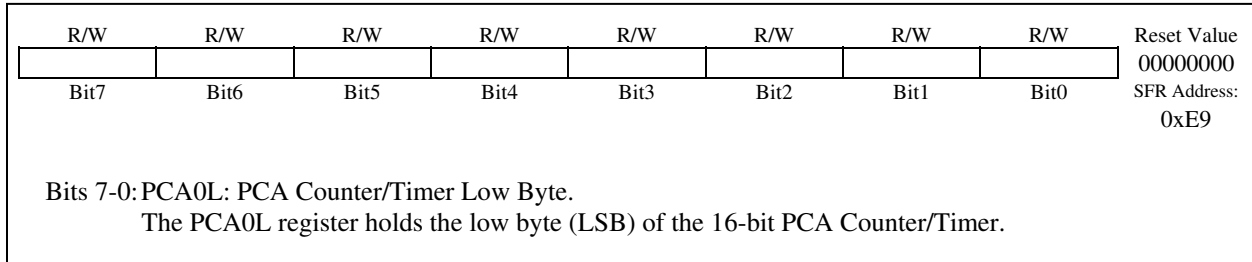 R/W R/W R/W R/W R/W R/W R/W R/W Reset Value
00000000
Bit7 Bit6 Bit5 Bit4 Bit3 Bit2 Bit1 Bit0 SFR Address:
0xE9
Bits 7-0: PCA0L: PCA Counter/Timer Low Byte.
The PCA0L register holds the low byte (LSB) of the 16-bit PCA Counter/Timer.